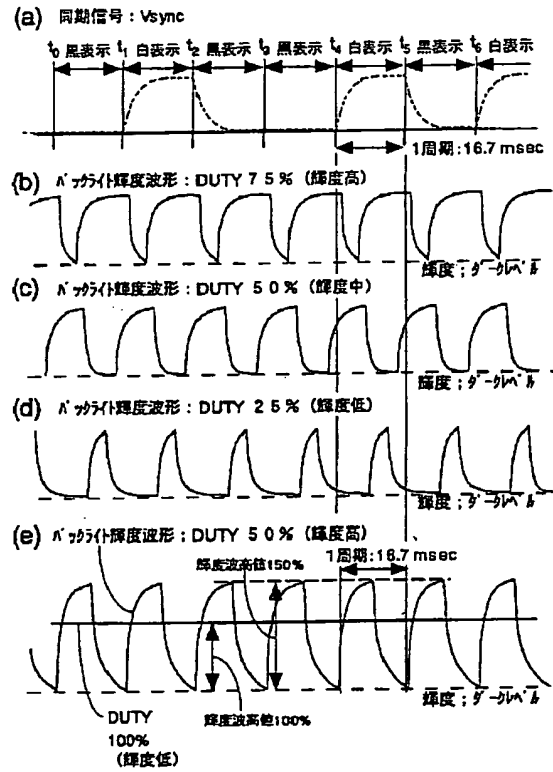 (a) 同期信号 : Vsync
t0 黒表示 t1 白表示 t2 黒表示 t3 黒表示 t4 白表示 t5 黒表示 t6 白表示
1周期:16.7 msec
(b) バックライト輝度波形 : DUTY 75% (輝度高)
輝度 ; ダークレベル
(c) バックライト輝度波形 : DUTY 50% (輝度中)
輝度 ; ダークレベル
(d) バックライト輝度波形 : DUTY 25% (輝度低)
輝度 ; ダークレベル
(e) バックライト輝度波形 : DUTY 50% (輝度高)
1周期:16.7 msec
輝度波高値150%
輝度 ; ダークレベル
DUTY
100%
(輝度低)
輝度波高値100%